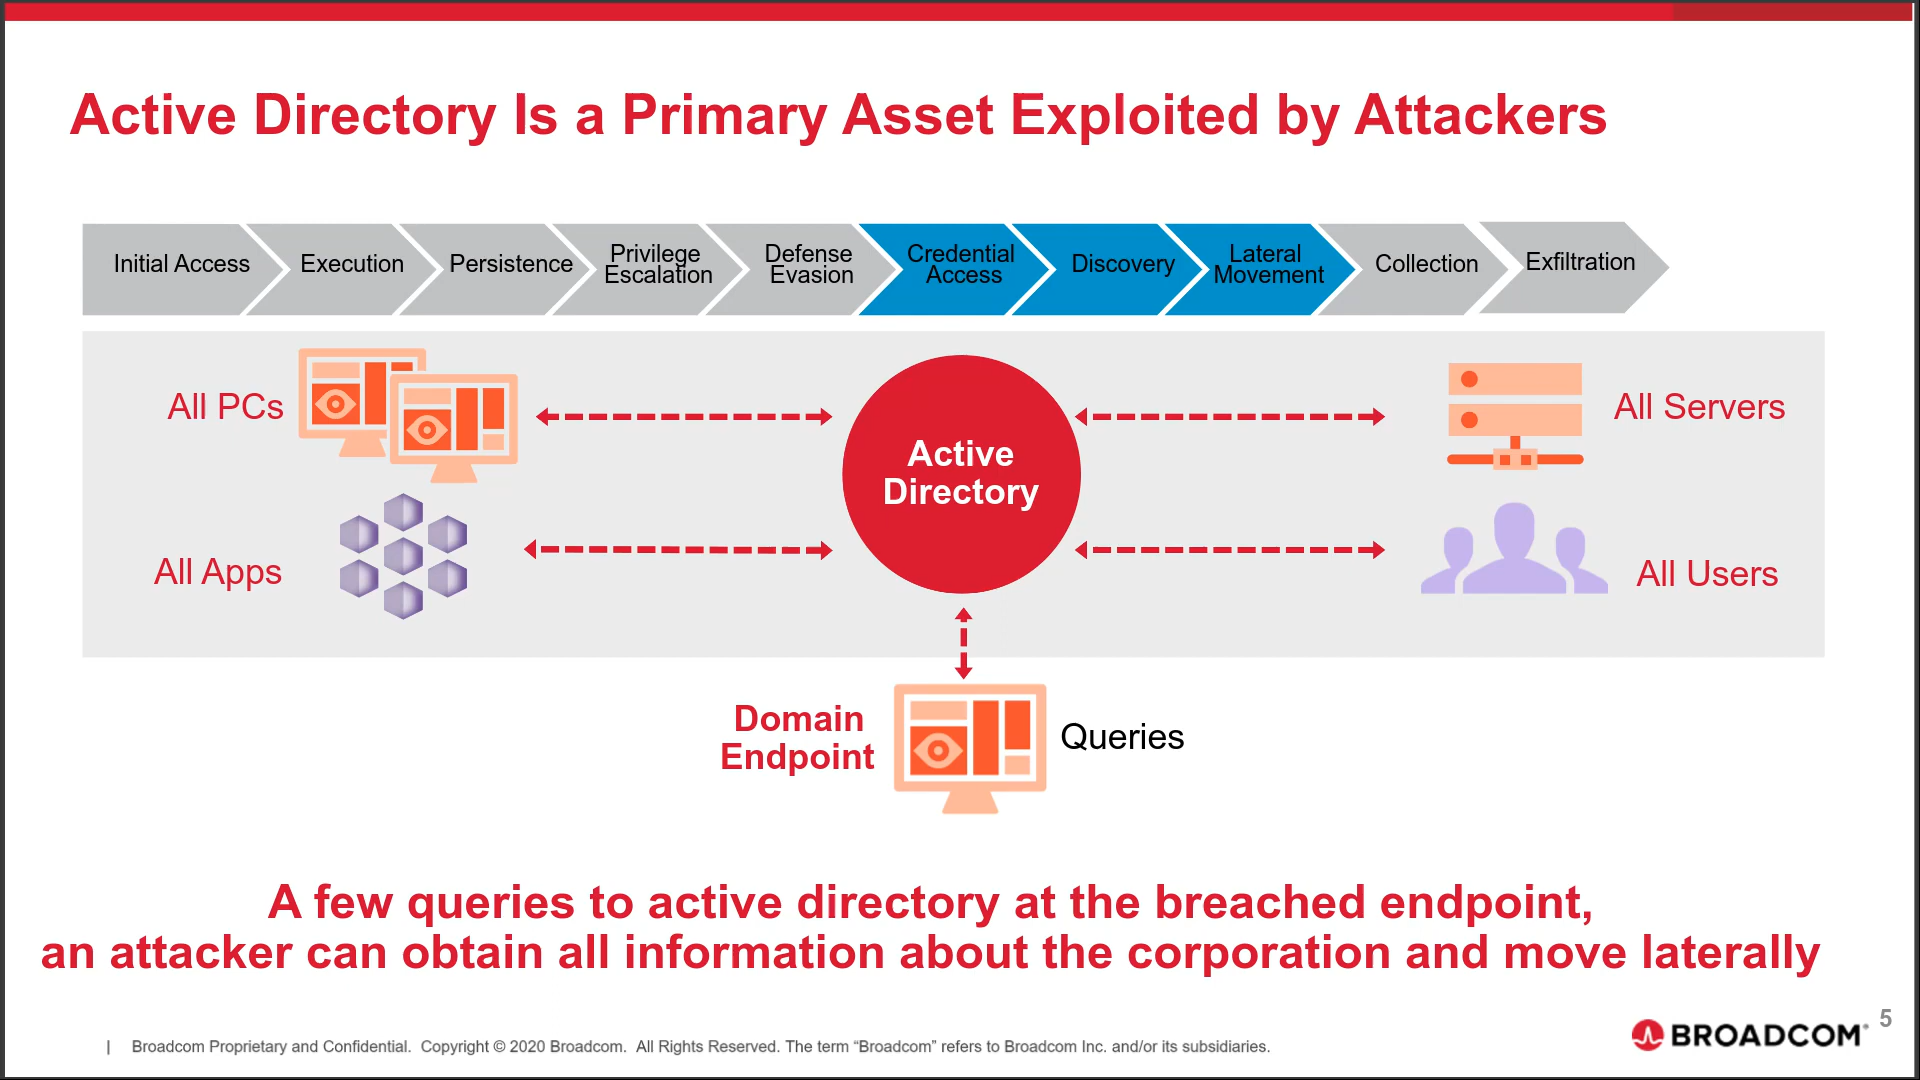 Active Directory Is a Primary Asset Exploited by Attackers
Initial Access
Execution
Persistence
Privilege
Escalation
Defense
Evasion
Credential
Access
Discovery
Lateral
Movement
Collection
Exfiltration
All PCs
All Apps
Active
Directory
All Servers
All Users
Domain
Endpoint
Queries
A few queries to active directory at the breached endpoint,
an attacker can obtain all information about the corporation and move laterally
| Broadcom Proprietary and Confidential. Copyright © 2020 Broadcom. All Rights Reserved. The term “Broadcom” refers to Broadcom Inc. and/or its subsidiaries.
BROADCOM
5